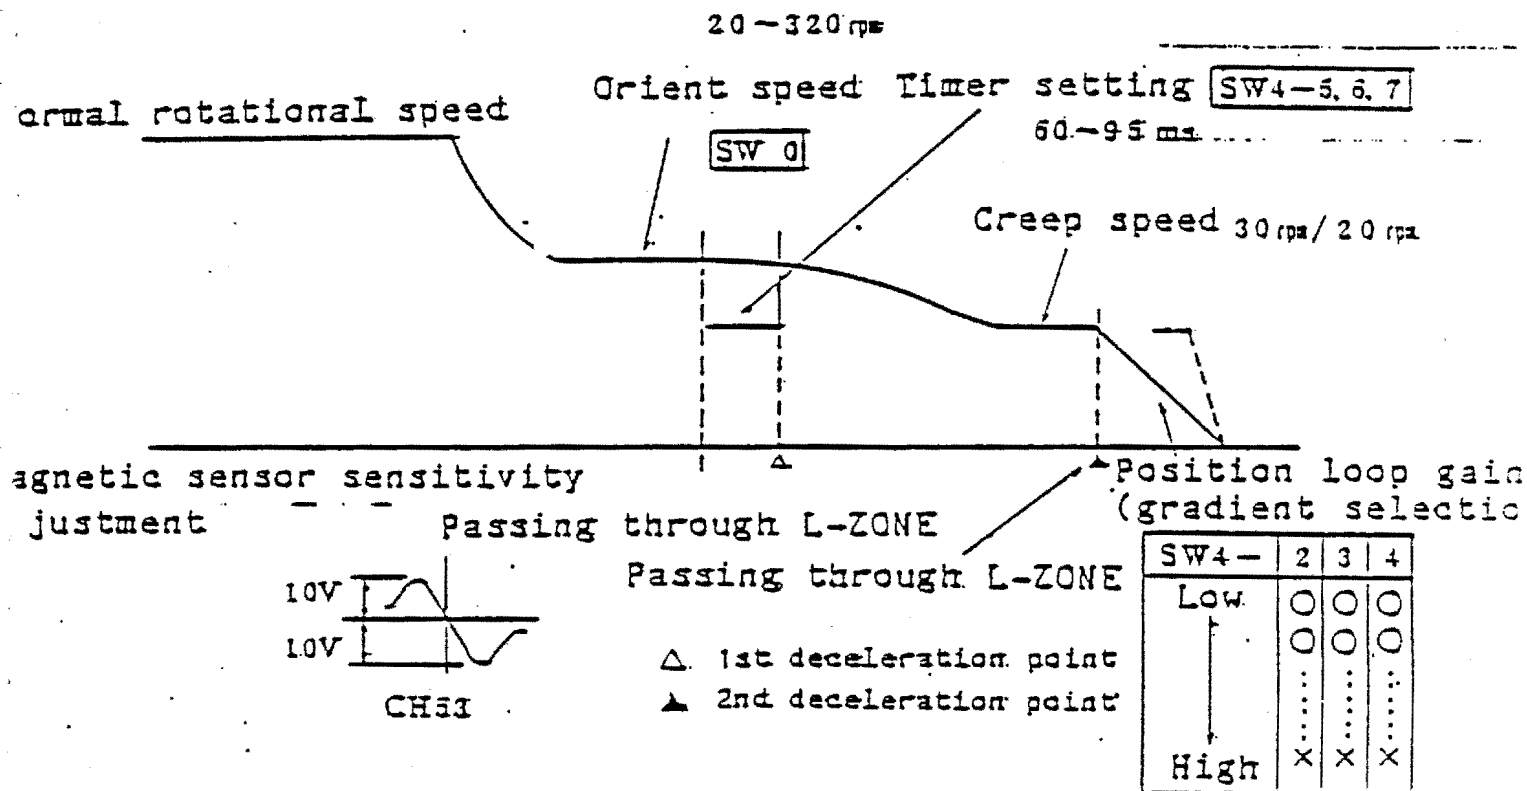 20~320 rpm
Orient speed
Timer setting SW4-5, 6, 7
ormal rotational speed
SW 0
60~95 ms
Creep speed 30 rpm/20 rpm
agnetic sensor sensitivity
justment
Position loop gain
(gradient selectio
Passing through L-ZONE
Passing through L-ZONE
SW4- 2 3 4
Low ○ ○ ○
○ ○ ○
High × × ×
10V
10V
△ 1st deceleration point
▲ 2nd deceleration point